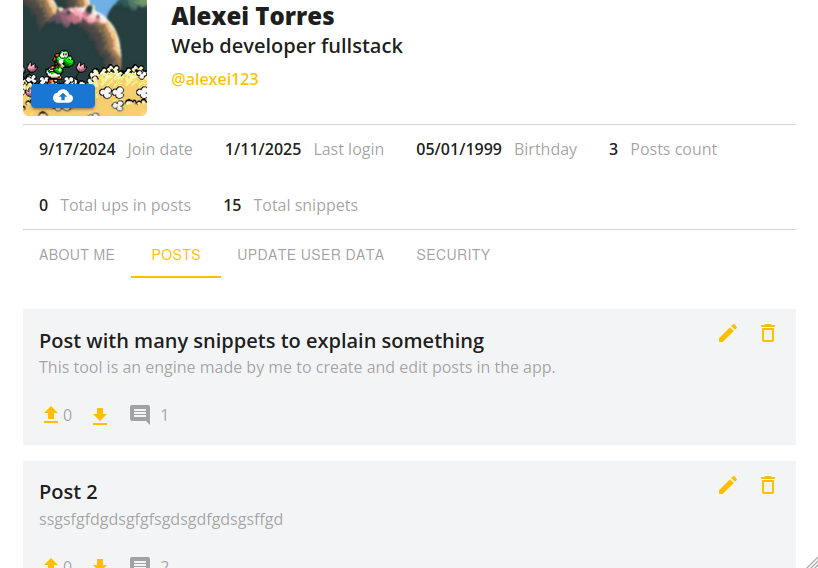 Alexei Torres
Web developer fullstack
@alexei123
9/17/2024 Join date 1/11/2025 Last login 05/01/1999 Birthday 3 Posts count
0 Total ups in posts 15 Total snippets
ABOUT ME POSTS UPDATE USER DATA SECURITY
Post with many snippets to explain something
This tool is an engine made by me to create and edit posts in the app.
0 1
Post 2
ssgsfgfdgdsgfgfsgdsgdfgdsgsffgd
0 2